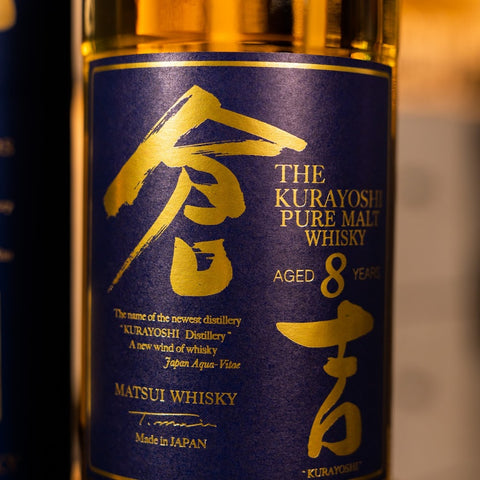 倉吉
THE
KURAYOSHI
PURE MALT
WHISKY
AGED 8 YEARS
The name of the newest distillery
"KURAYOSHI Distillery"
A new wind of whisky
Japan Aqua-Vitae
MATSUI WHISKY
T. Matsui
Made in JAPAN
"KURAYOSHI"